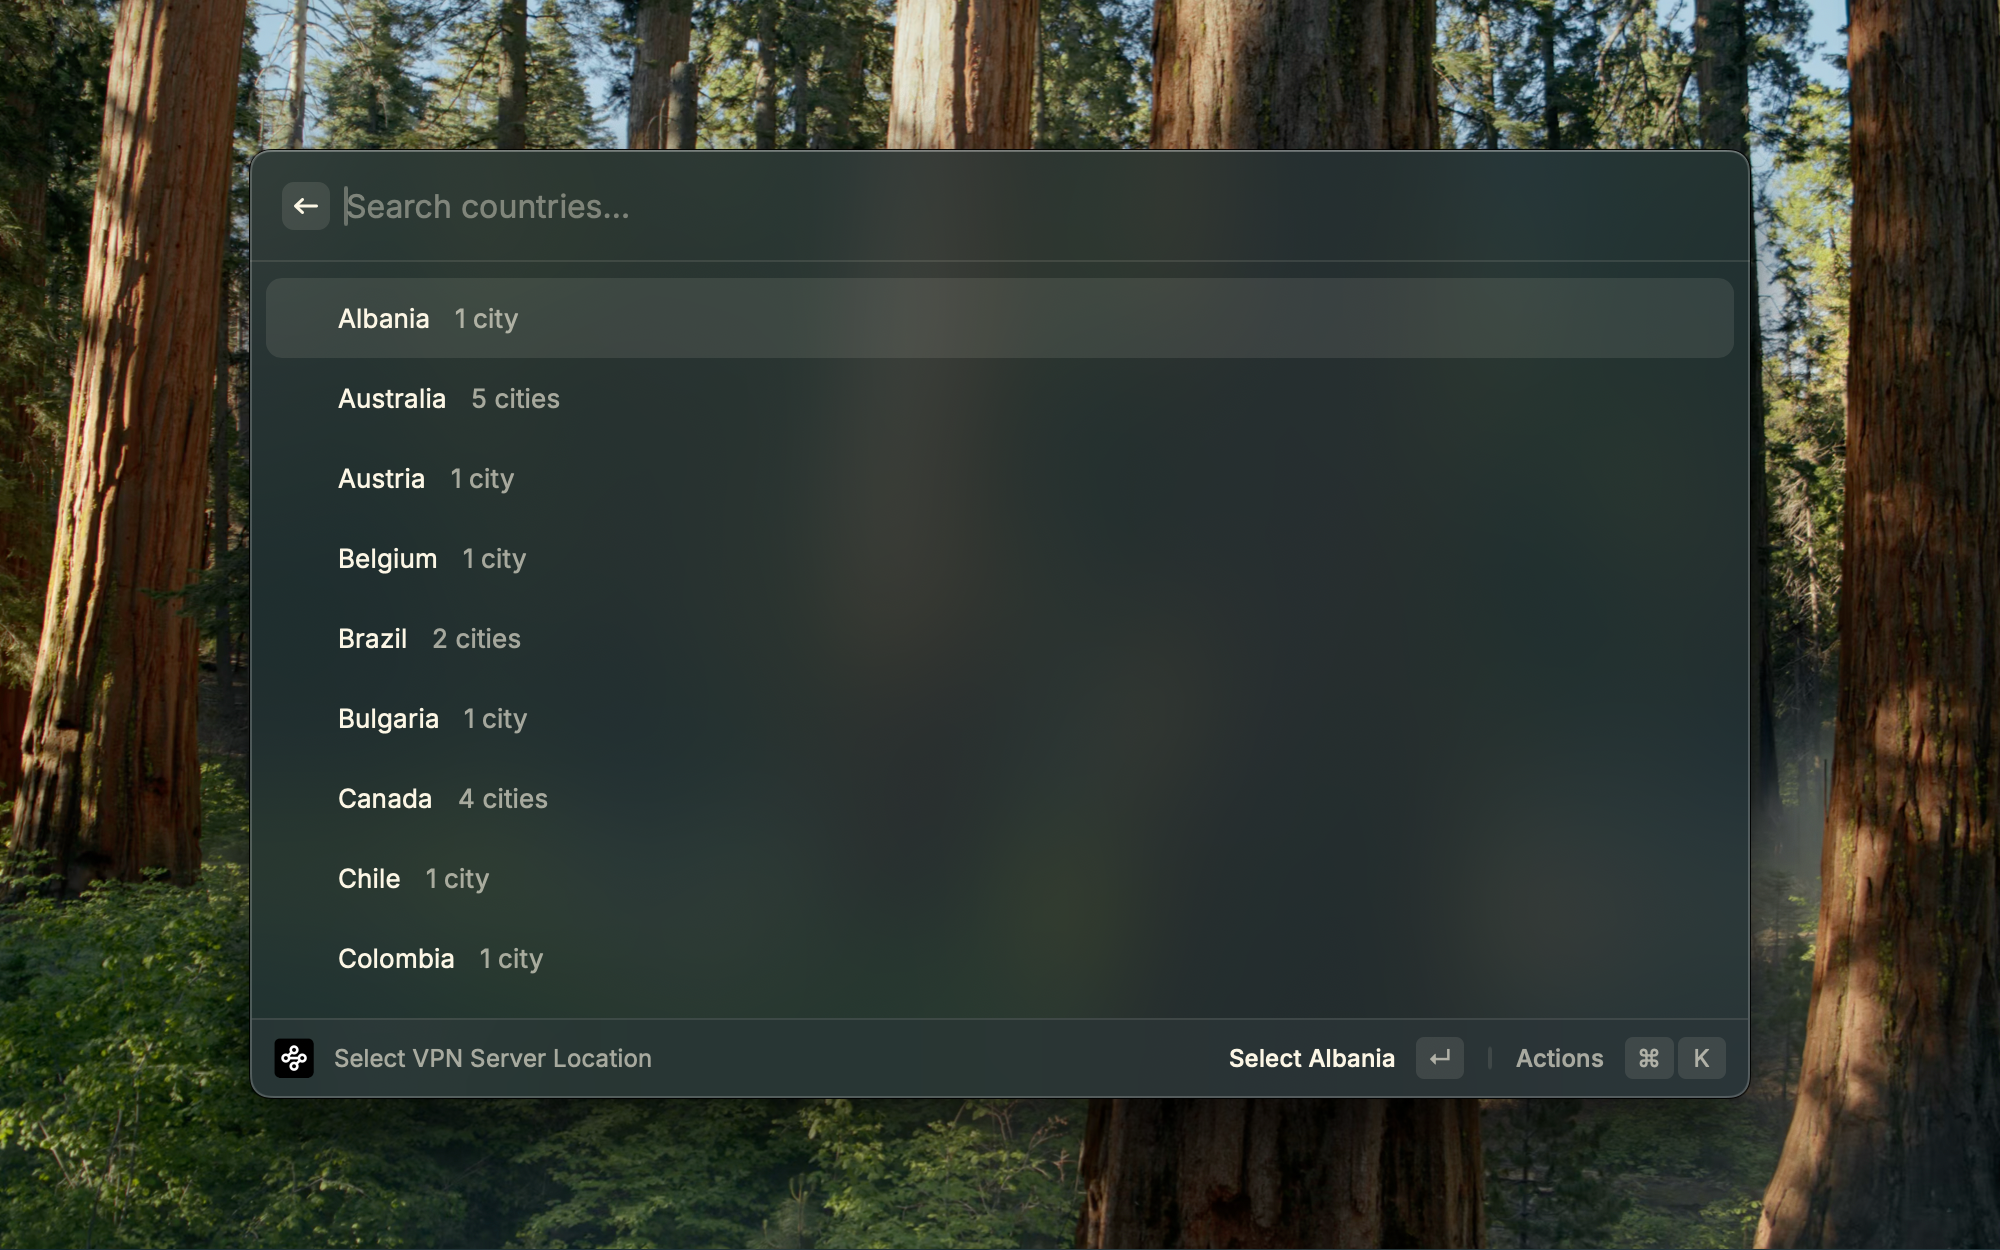 Search countries...
Albania 1 city
Australia 5 cities
Austria 1 city
Belgium 1 city
Brazil 2 cities
Bulgaria 1 city
Canada 4 cities
Chile 1 city
Colombia 1 city
Select VPN Server Location Select Albania ↵ Actions ⌘ K